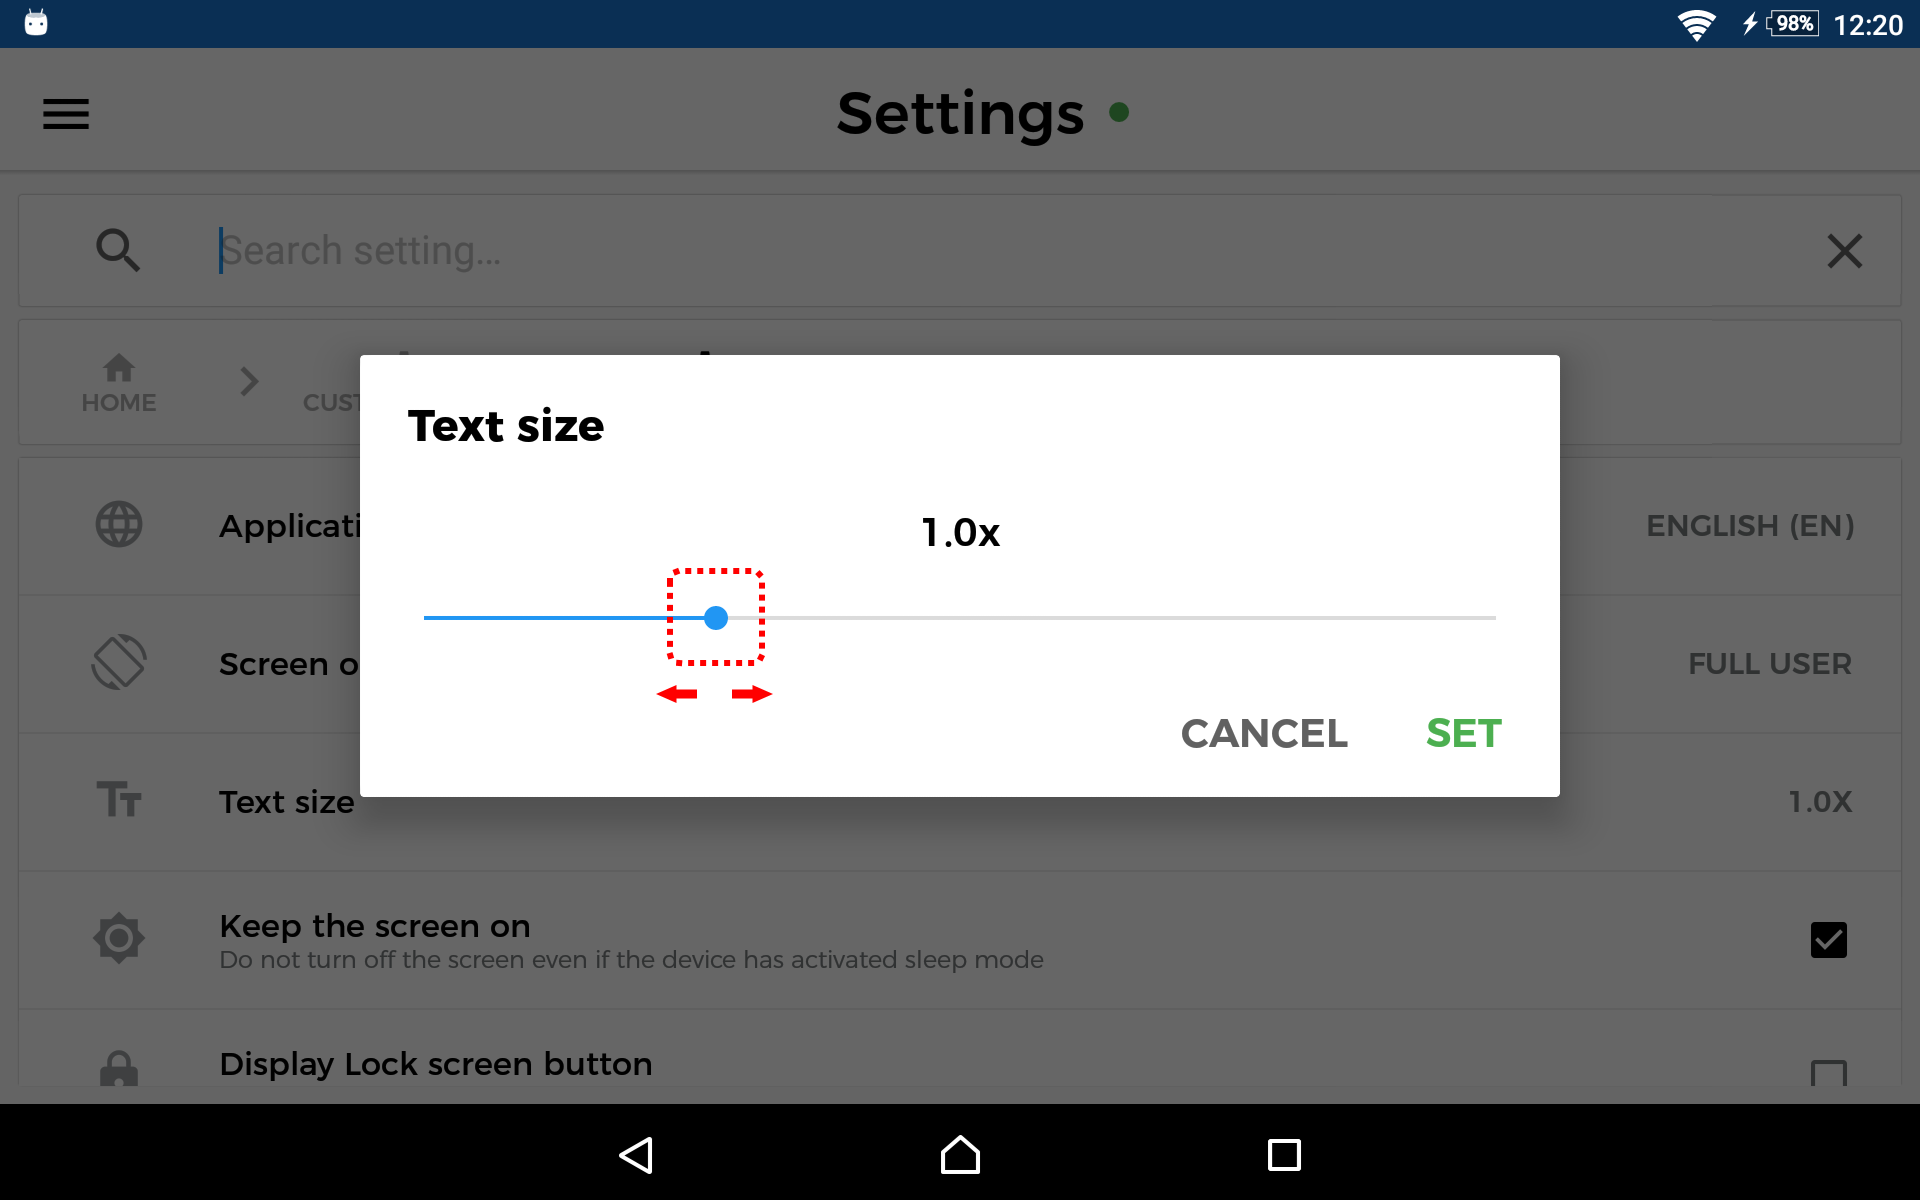 98% 12:20
Settings
Search setting...
HOME
CUST
Text size
1.0x
CANCEL SET
Applicati
ENGLISH (EN)
Screen o
FULL USER
Text size
1.0X
Keep the screen on
Do not turn off the screen even if the device has activated sleep mode
Display Lock screen button